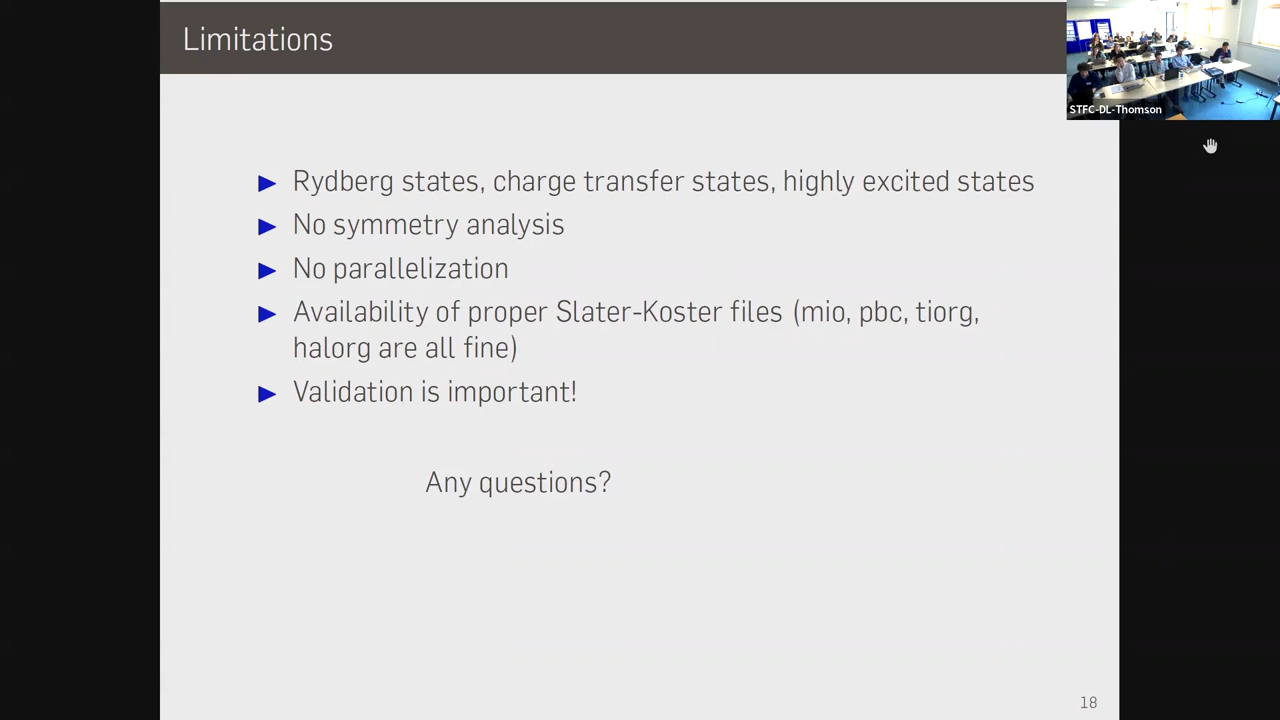 Limitations
STFC-DL-Thomson
▶ Rydberg states, charge transfer states, highly excited states
▶ No symmetry analysis
▶ No parallelization
▶ Availability of proper Slater-Koster files (mio, pbc, tiorg,
halorg are all fine)
▶ Validation is important!
Any questions?
18